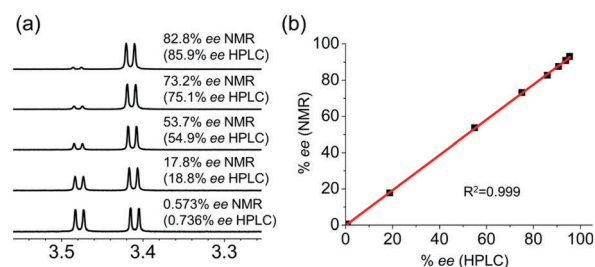 (a)
82.8% ee NMR
(85.9% ee HPLC)
73.2% ee NMR
(75.1% ee HPLC)
53.7% ee NMR
(54.9% ee HPLC)
17.8% ee NMR
(18.8% ee HPLC)
0.573% ee NMR
(0.736% ee HPLC)
3.5 3.4 3.3
(b)
100
80
60
40
20
0
% ee (NMR)
R²=0.999
0 20 40 60 80 100
% ee (HPLC)